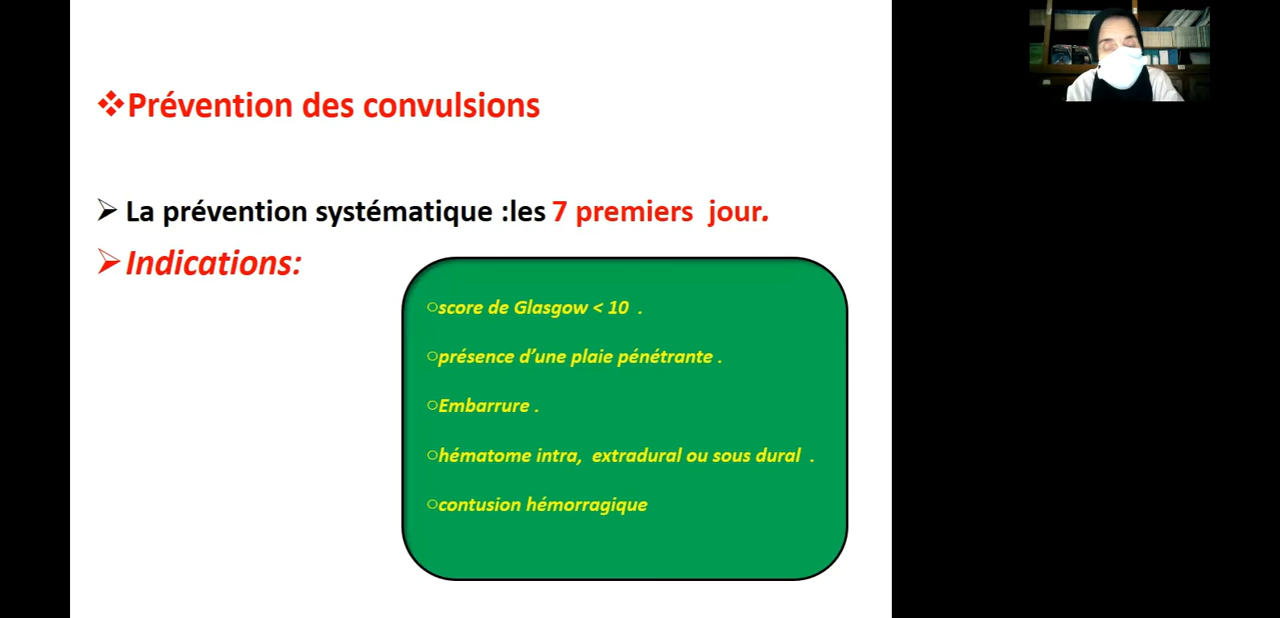 ❖Prévention des convulsions
➢ La prévention systématique :les 7 premiers jour.
➢Indications:
○score de Glasgow < 10 .
○présence d’une plaie pénétrante .
○Embarrure .
○hématome intra, extradural ou sous dural .
○contusion hémorragique